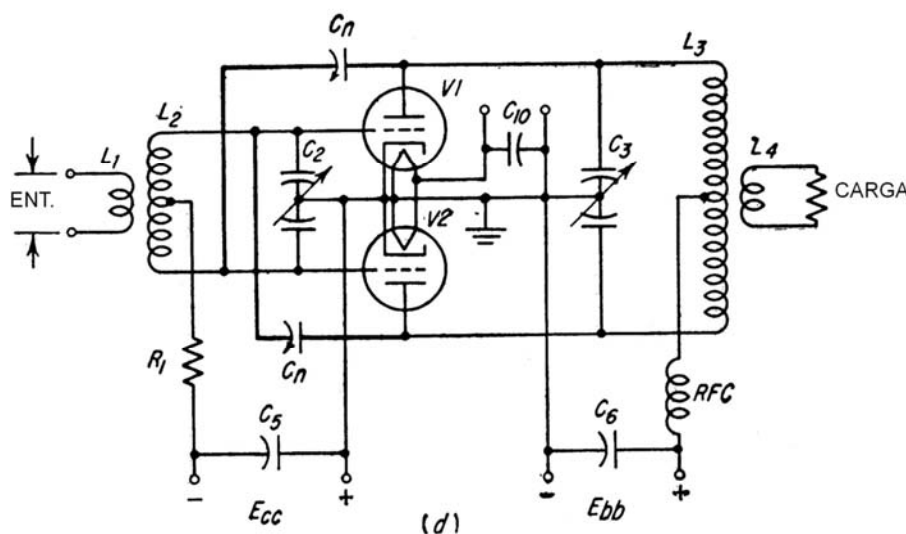 Cn
L3
V1
L2
C10
L1
C2
C3
L4
ENT.
CARGA
V2
R1
Cn
RFC
C5
C6
- +
- +
Ecc
Ebb
(d)